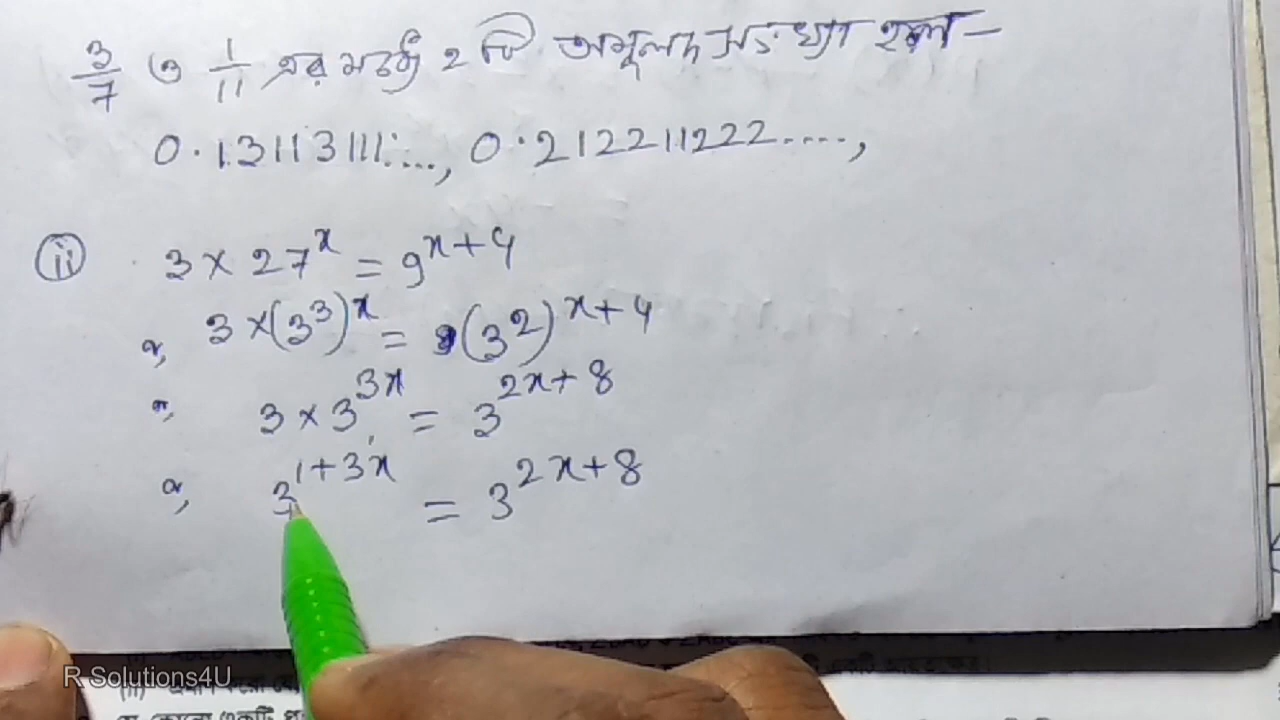 3/7 ও 1/11 এর মধ্যে ২ টি অমূলদ সংখ্যা হল -
0.13113111....., 0.212211222.....,
(ii) 3 × 27^x = 9^x+4
বা, 3 × (3^3)^x = (3^2)^x+4
বা, 3 × 3^3x = 3^2x+8
বা, 3^1+3x = 3^2x+8
R Solutions4U